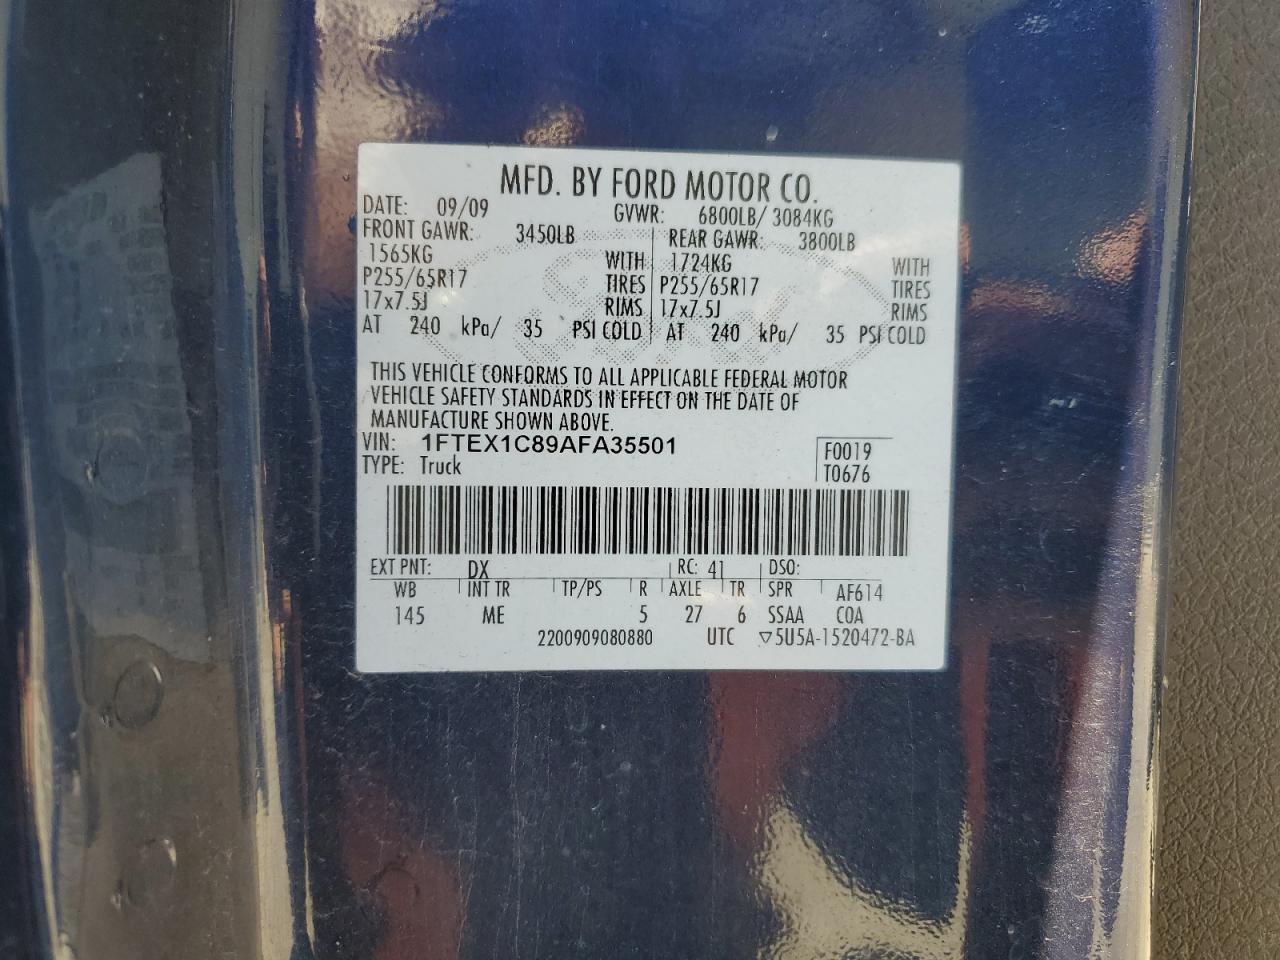 MFD. BY FORD MOTOR CO.
DATE: 09/09 GVWR: 6800LB/ 3084KG
FRONT GAWR: 3450LB REAR GAWR: 3800LB
1565KG WITH 1724KG WITH
P255/65R17 TIRES P255/65R17 TIRES
17x7.5J RIMS 17x7.5J RIMS
AT 240 kPa/ 35 PSI COLD AT 240 kPa/ 35 PSI COLD
THIS VEHICLE CONFORMS TO ALL APPLICABLE FEDERAL MOTOR
VEHICLE SAFETY STANDARDS IN EFFECT ON THE DATE OF
MANUFACTURE SHOWN ABOVE.
VIN: 1FTEX1C89AFA35501 F0019
TYPE: Truck T0676
EXT PNT: DX RC: 41 DSO:
WB INT TR TP/PS R AXLE TR SPR AF614
145 ME 5 27 6 SSAA COA
2200909080880 UTC ▽5U5A-1520472-BA